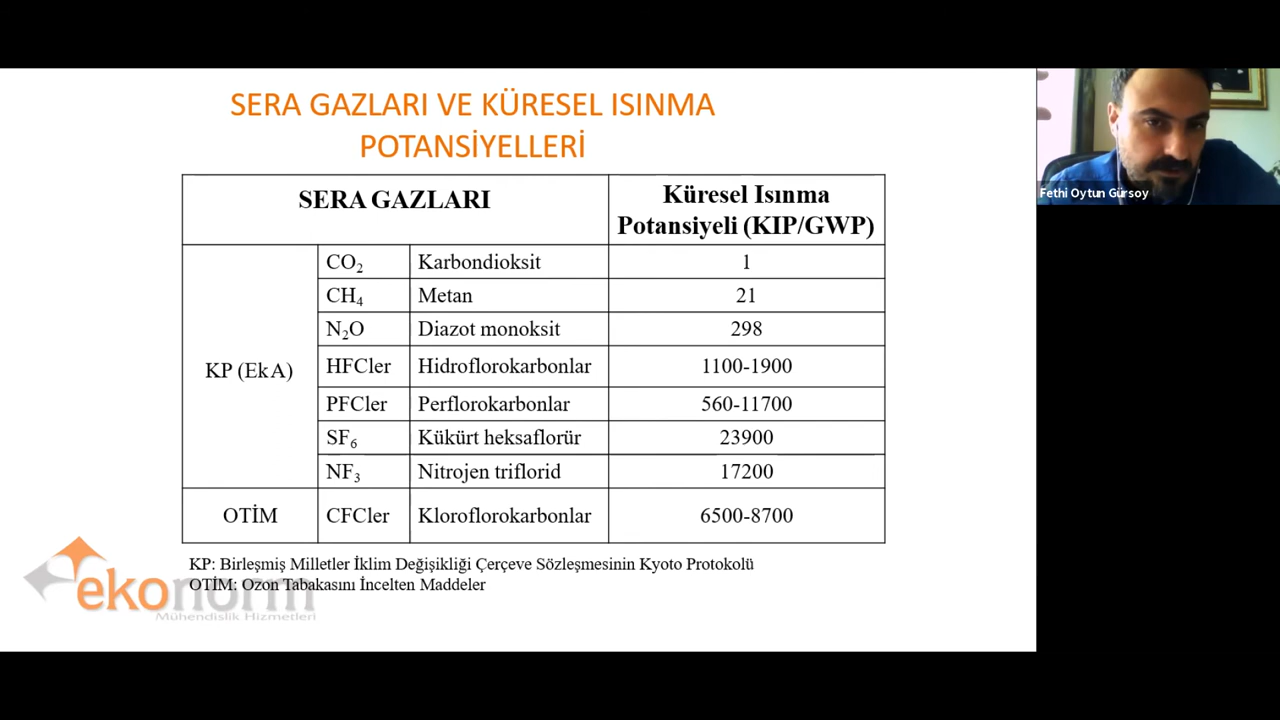 SERA GAZLARI VE KÜRESEL ISINMA
POTANSİYELLERİ
SERA GAZLARI
Küresel Isınma
Potansiyeli (KIP/GWP)
KP (Ek A)
CO₂ Karbondioksit 1
CH₄ Metan 21
N₂O Diazot monoksit 298
HFCler Hidroflorokarbonlar 1100-1900
PFCler Perflorokarbonlar 560-11700
SF₆ Kükürt heksaflorür 23900
NF₃ Nitrojen triflorid 17200
OTİM CFCler Kloroflorokarbonlar 6500-8700
KP: Birleşmiş Milletler İklim Değişikliği Çerçeve Sözleşmesinin Kyoto Protokolü
OTİM: Ozon Tabakasını İncelten Maddeler
ekonorm
Mühendislik Hizmetleri
Fethi Oytun Gürsoy